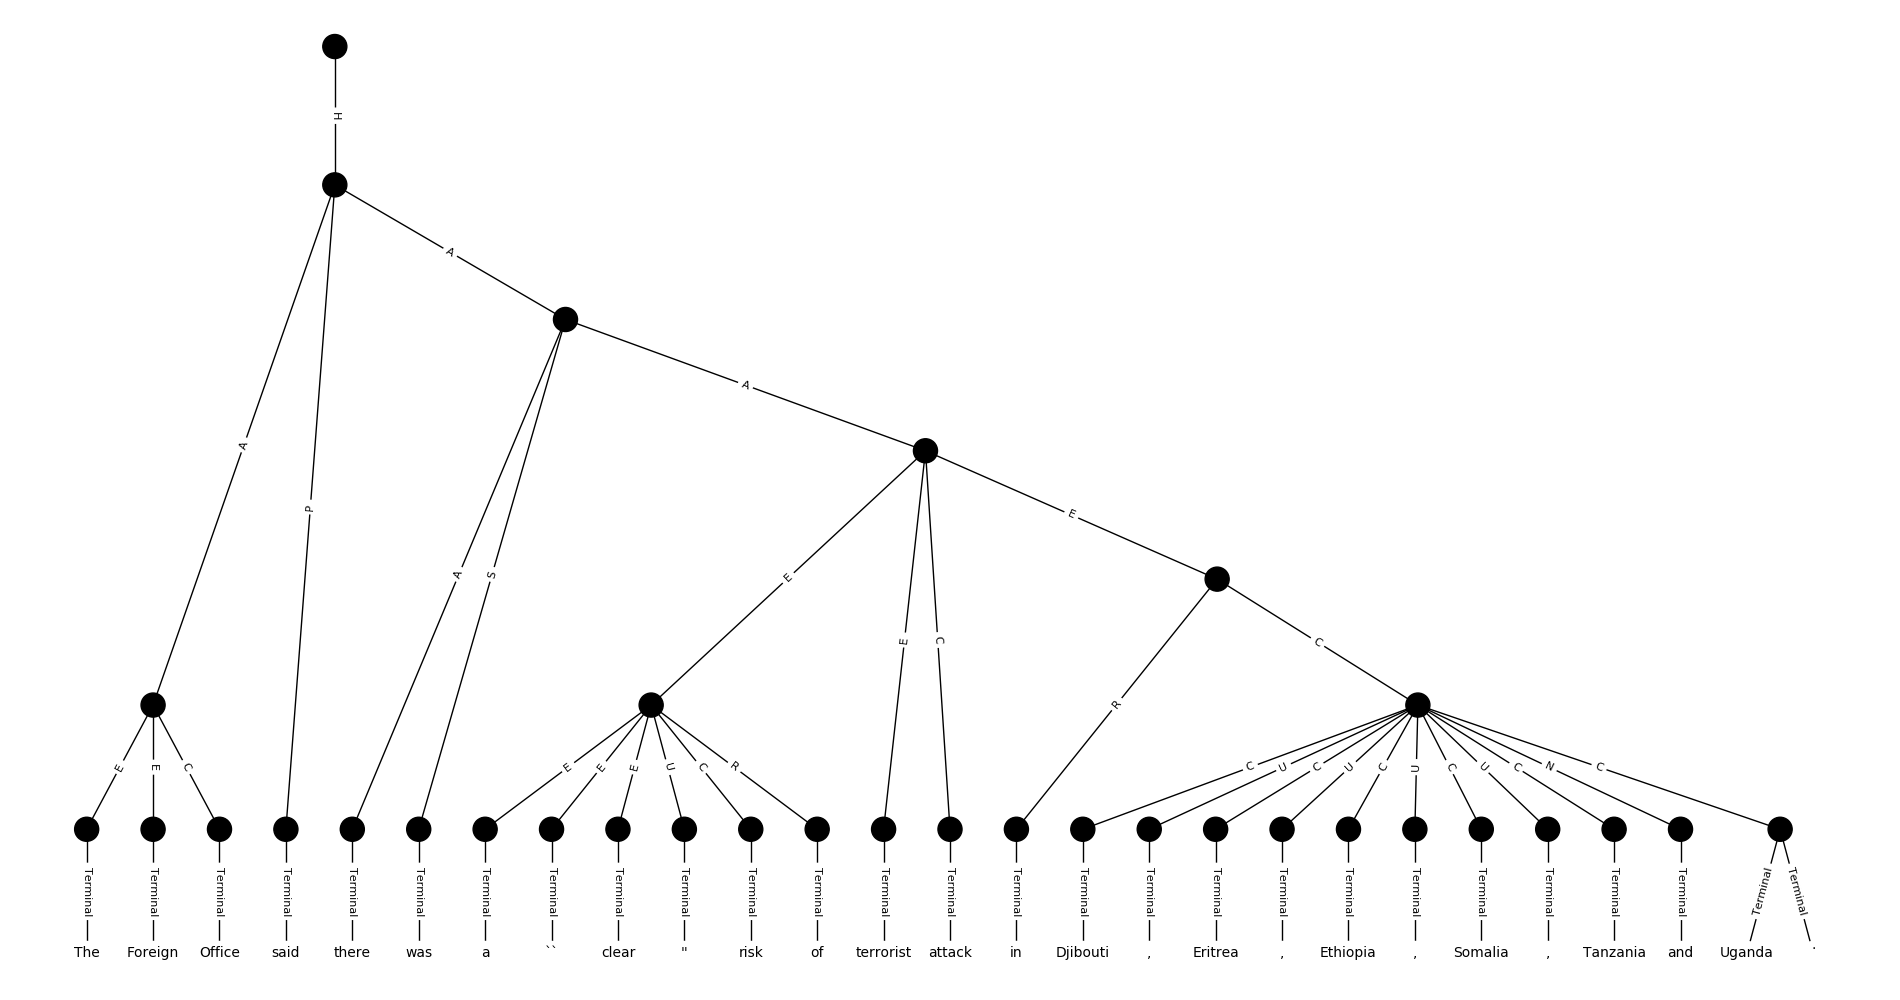 H
A
A
A
P
E
A
S
E
E
C
C
R
E
E
C
E
E
E
U
C
R
C
U
C
U
C
U
C
U
C
N
C
Terminal Terminal Terminal Terminal Terminal Terminal Terminal Terminal Terminal Terminal Terminal Terminal Terminal Terminal Terminal Terminal Terminal Terminal Terminal Terminal Terminal Terminal Terminal Terminal Terminal Terminal Terminal
The Foreign Office said there was a `` clear " risk of terrorist attack in Djibouti , Eritrea , Ethiopia , Somalia , Tanzania and Uganda .